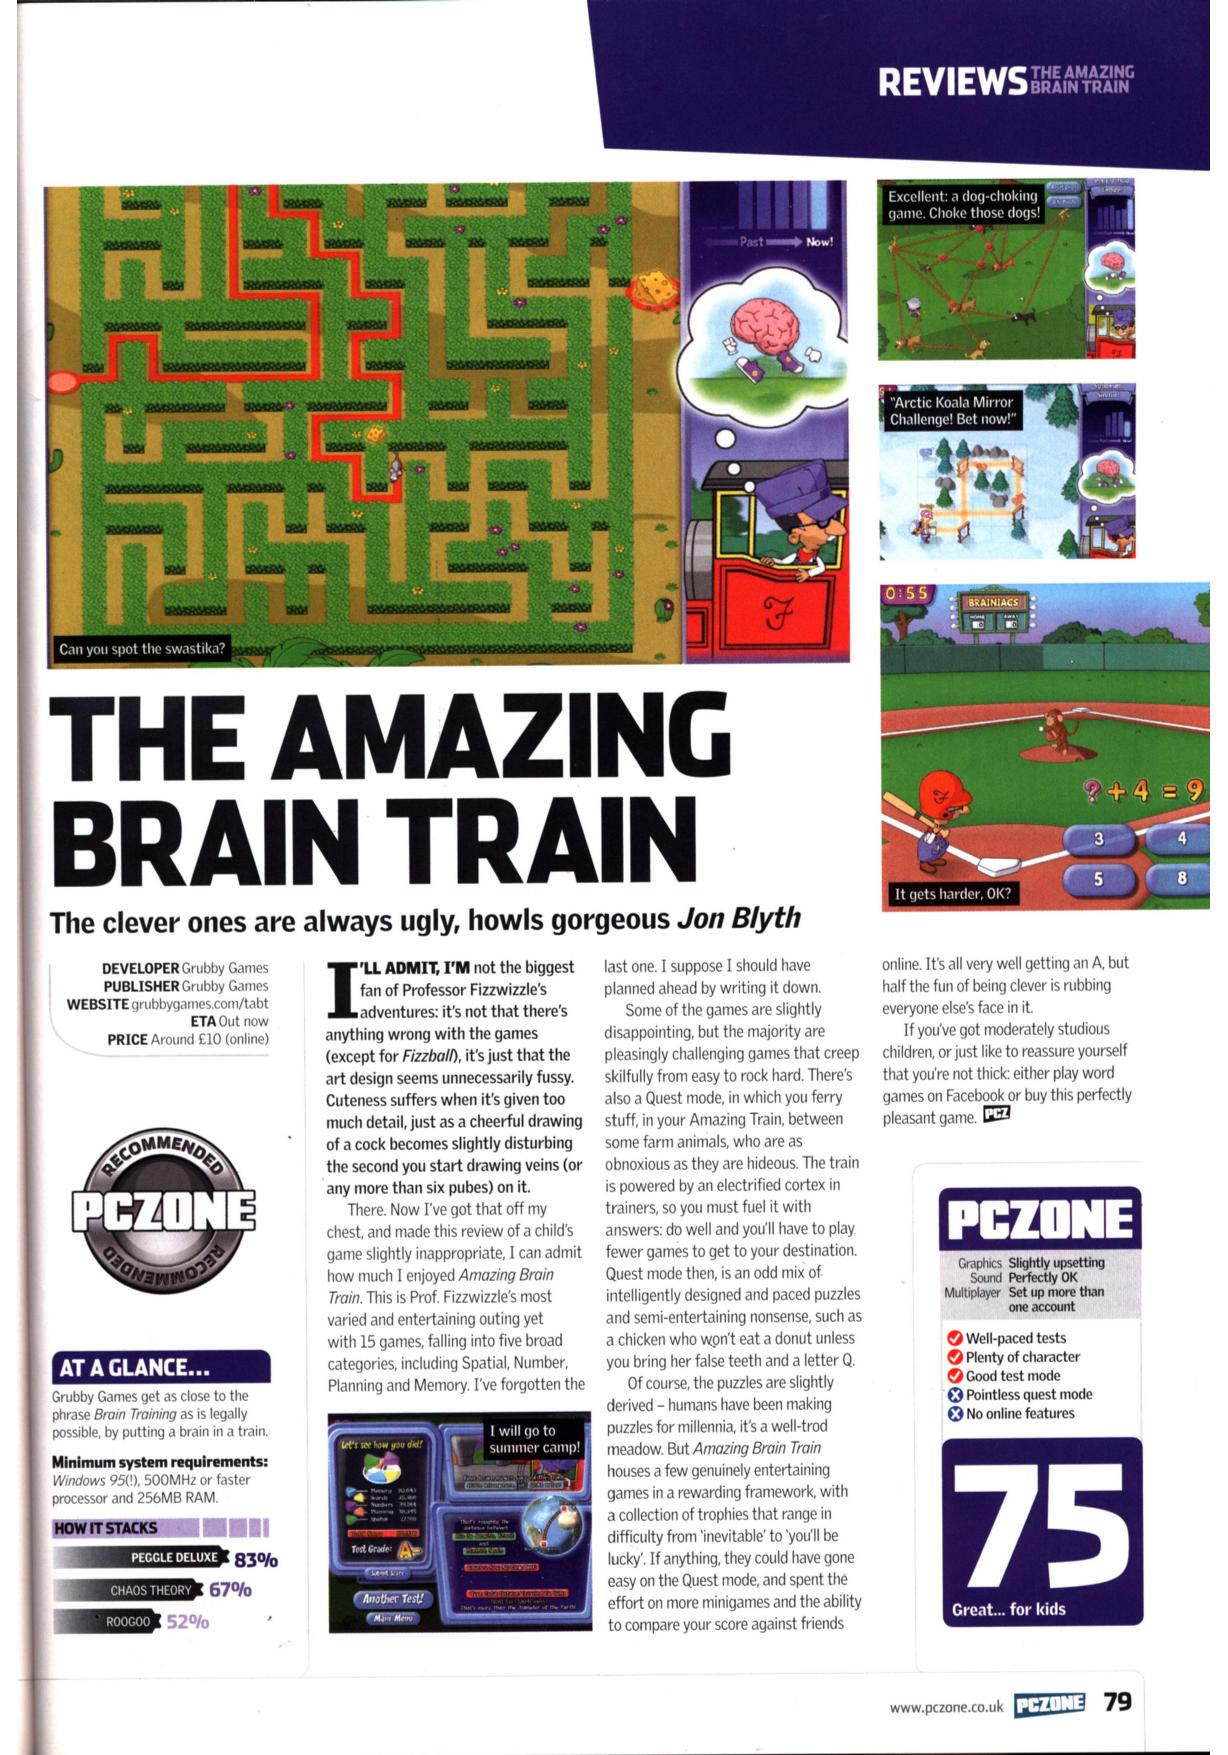 REVIEWS THE AMAZING
BRAIN TRAIN
Past Now!
Can you spot the swastika?
Excellent: a dog-choking
game. Choke those dogs!
"Arctic Koala Mirror
Challenge! Bet now!"
0:55
BRAINIACS
HOME AWAY
? + 4 = 9
3 4
5 8
It gets harder, OK?
THE AMAZING
BRAIN TRAIN
The clever ones are always ugly, howls gorgeous Jon Blyth
DEVELOPER Grubby Games
PUBLISHER Grubby Games
WEBSITE grubbygames.com/tabt
ETA Out now
PRICE Around £10 (online)
RECOMMENDED
PCZONE
RECOMMENDED
AT A GLANCE...
Grubby Games get as close to the
phrase Brain Training as is legally
possible, by putting a brain in a train.
Minimum system requirements:
Windows 95(!), 500MHz or faster
processor and 256MB RAM.
HOW IT STACKS
PEGGLE DELUXE 83%
CHAOS THEORY 67%
ROOGOO 52%
I'LL ADMIT, I'M not the biggest
fan of Professor Fizzwizzle's
adventures: it's not that there's
anything wrong with the games
(except for Fizzball), it's just that the
art design seems unnecessarily fussy.
Cuteness suffers when it's given too
much detail, just as a cheerful drawing
of a cock becomes slightly disturbing
the second you start drawing veins (or
any more than six pubes) on it.
There. Now I've got that off my
chest, and made this review of a child's
game slightly inappropriate, I can admit
how much I enjoyed Amazing Brain
Train. This is Prof. Fizzwizzle's most
varied and entertaining outing yet
with 15 games, falling into five broad
categories, including Spatial, Number,
Planning and Memory. I've forgotten the
Let's see how you did!
Memory
Test Grade: A-
Submit Score
Another Test!
Main Menu
I will go to
summer camp!
last one. I suppose I should have
planned ahead by writing it down.
Some of the games are slightly
disappointing, but the majority are
pleasingly challenging games that creep
skilfully from easy to rock hard. There's
also a Quest mode, in which you ferry
stuff, in your Amazing Train, between
some farm animals, who are as
obnoxious as they are hideous. The train
is powered by an electrified cortex in
trainers, so you must fuel it with
answers: do well and you'll have to play
fewer games to get to your destination.
Quest mode then, is an odd mix of
intelligently designed and paced puzzles
and semi-entertaining nonsense, such as
a chicken who won't eat a donut unless
you bring her false teeth and a letter Q.
Of course, the puzzles are slightly
derived – humans have been making
puzzles for millennia, it's a well-trod
meadow. But Amazing Brain Train
houses a few genuinely entertaining
games in a rewarding framework, with
a collection of trophies that range in
difficulty from 'inevitable' to 'you'll be
lucky'. If anything, they could have gone
easy on the Quest mode, and spent the
effort on more minigames and the ability
to compare your score against friends
online. It's all very well getting an A, but
half the fun of being clever is rubbing
everyone else's face in it.
If you've got moderately studious
children, or just like to reassure yourself
that you're not thick: either play word
games on Facebook or buy this perfectly
pleasant game. PCZ
PCZONE
Graphics Slightly upsetting
Sound Perfectly OK
Multiplayer Set up more than
one account
Well-paced tests
Plenty of character
Good test mode
Pointless quest mode
No online features
75
Great... for kids
www.pczone.co.uk PCZONE 79